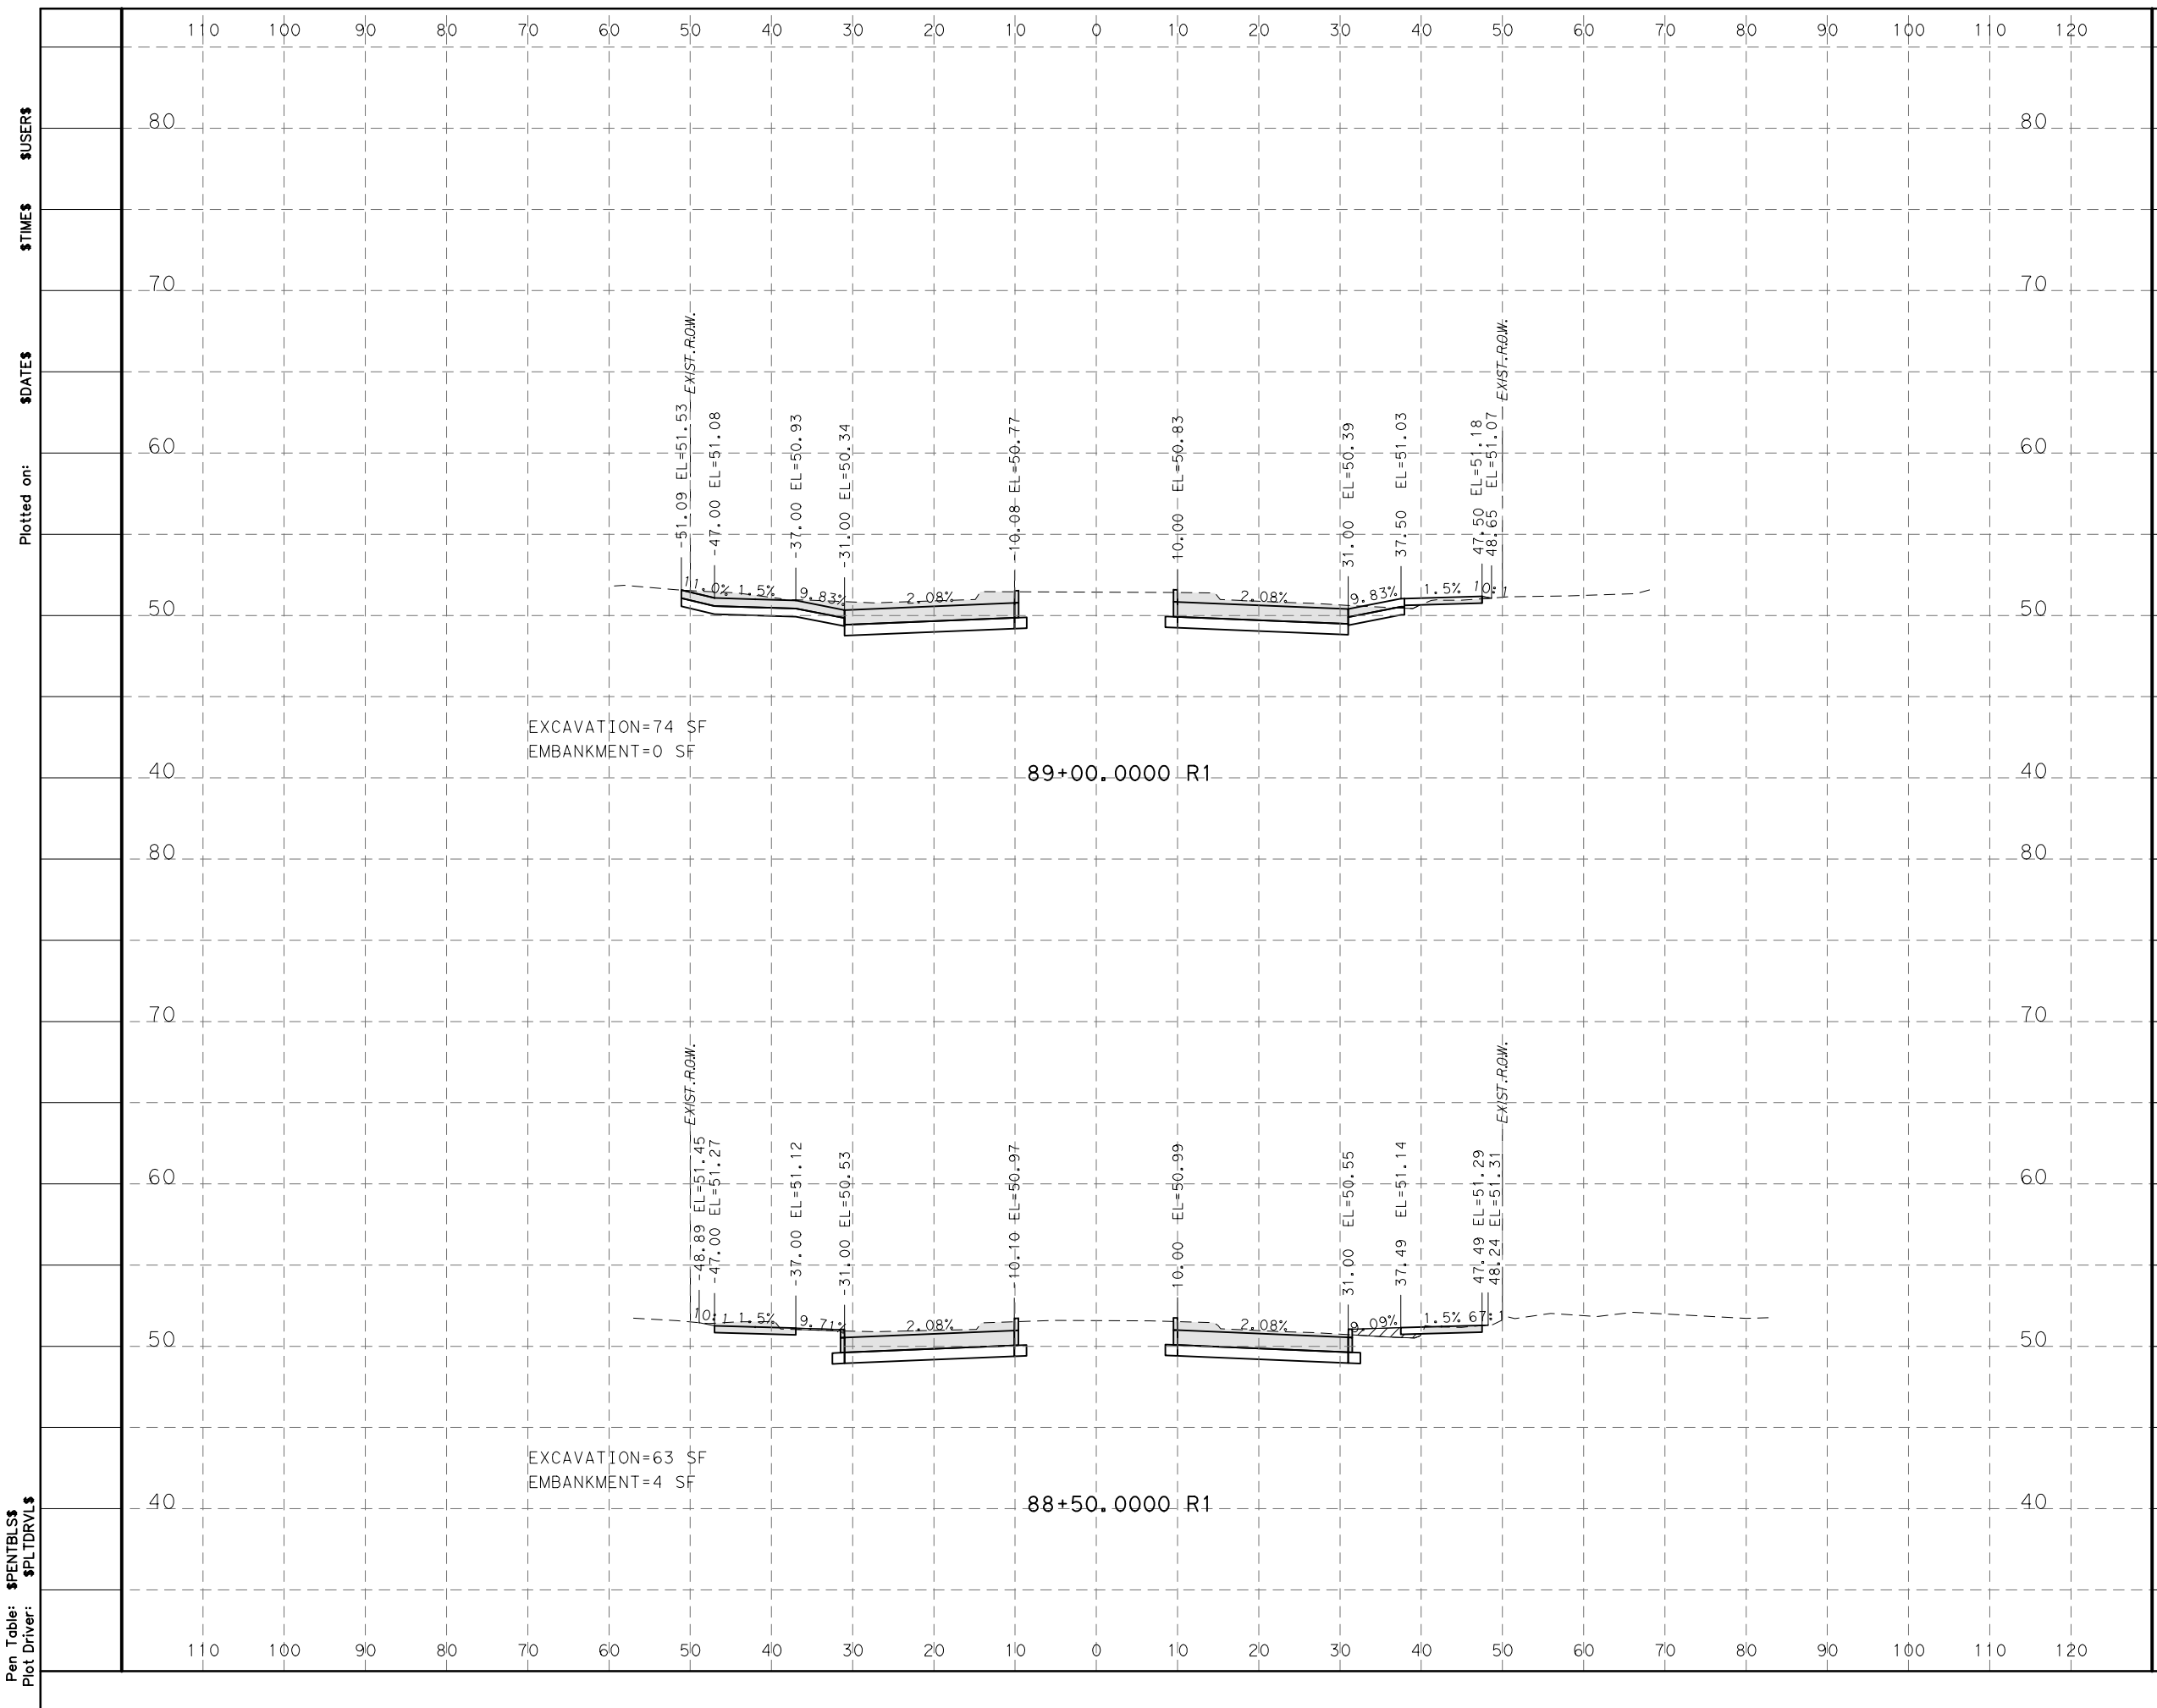 110 100 90 80 70 60 50 40 30 20 10 0 10 20 30 40 50 60 70 80 90 100 110 120
80 80
70 70
EXIST.R.O.W. EXIST.R.O.W.
60 60
-51.09 EL=51.53
-47.00 EL=51.08
-37.00 EL=50.93
-31.00 EL=50.34
-10.08 EL=50.77
10.00 EL=50.83
31.00 EL=50.39
37.50 EL=51.03
47.50 EL=51.18
48.65 EL=51.07
11.0% 1.5% 9.83% 2.08% 2.08% 9.83% 1.5% 10:1
50 50
EXCAVATION=74 SF
EMBANKMENT=0 SF
40 89+00.0000 R1 40
80 80
70 70
EXIST.R.O.W. EXIST.R.O.W.
60 60
-48.89 EL=51.45
-47.00 EL=51.27
-37.00 EL=51.12
-31.00 EL=50.53
-10.10 EL=50.97
10.00 EL=50.99
31.00 EL=50.55
37.49 EL=51.14
47.49 EL=51.29
48.24 EL=51.31
10:1 1.5% 9.71% 2.08% 2.08% 9.09% 1.5% 67:1
50 50
EXCAVATION=63 SF
EMBANKMENT=4 SF
40 88+50.0000 R1 40
110 100 90 80 70 60 50 40 30 20 10 0 10 20 30 40 50 60 70 80 90 100 110 120
Plotted on: $DATE$ $TIME$ $USER$
Pen Table: $PENTBLS$
Plot Driver: $PLTDRVL$